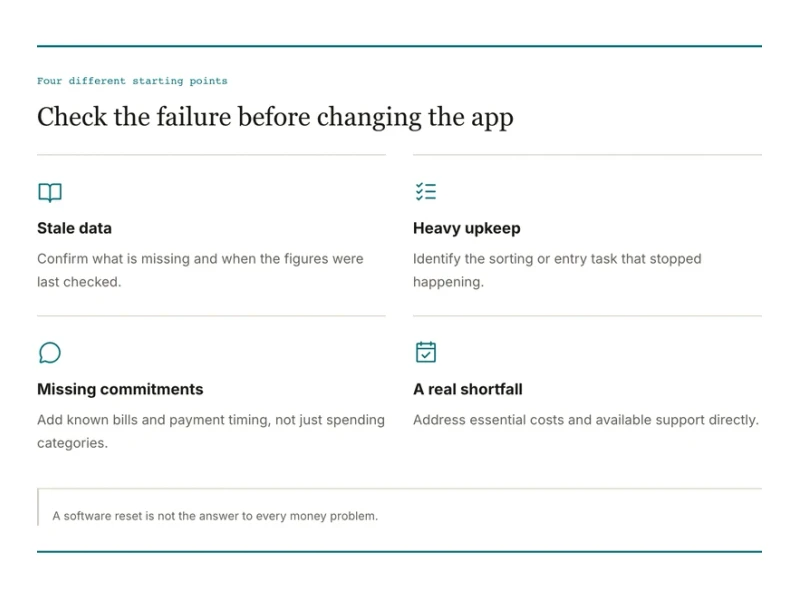 Four different starting points
Check the failure before changing the app
Stale data
Confirm what is missing and when the figures were
last checked.
Heavy upkeep
Identify the sorting or entry task that stopped
happening.
Missing commitments
Add known bills and payment timing, not just spending
categories.
A real shortfall
Address essential costs and available support directly.
A software reset is not the answer to every money problem.